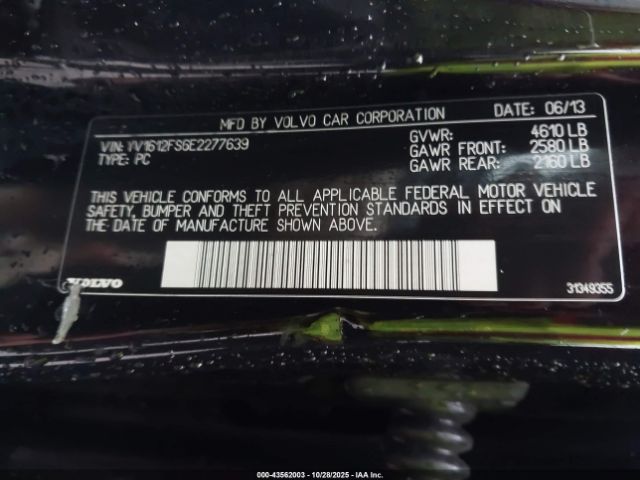 MFD BY VOLVO CAR CORPORATION DATE: 06/13
VIN: YV1612FS6E2277639 GVWR: 4610 LB
TYPE: PC GAWR FRONT: 2580 LB
GAWR REAR: 2160 LB
THIS VEHICLE CONFORMS TO ALL APPLICABLE FEDERAL MOTOR VEHICLE
SAFETY, BUMPER AND THEFT PREVENTION STANDARDS IN EFFECT ON
THE DATE OF MANUFACTURE SHOWN ABOVE.
VOLVO 31349355
000-43562003 | 10/28/2025 | IAA Inc.